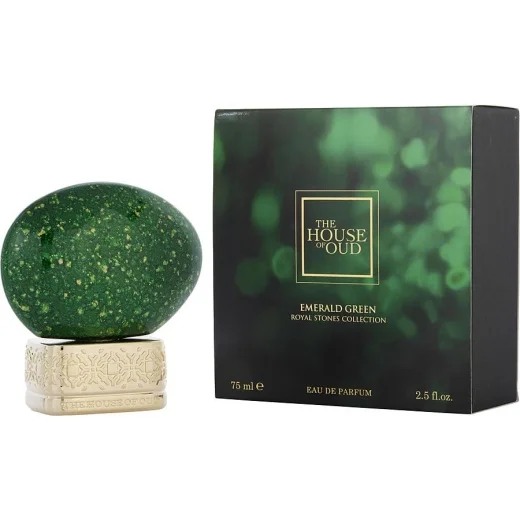 THE
HOUSE
OF OUD
EMERALD GREEN
ROYAL STONES COLLECTION
75 ml ℮
EAU DE PARFUM
2.5 fl.oz.
THE HOUSE OF OUD